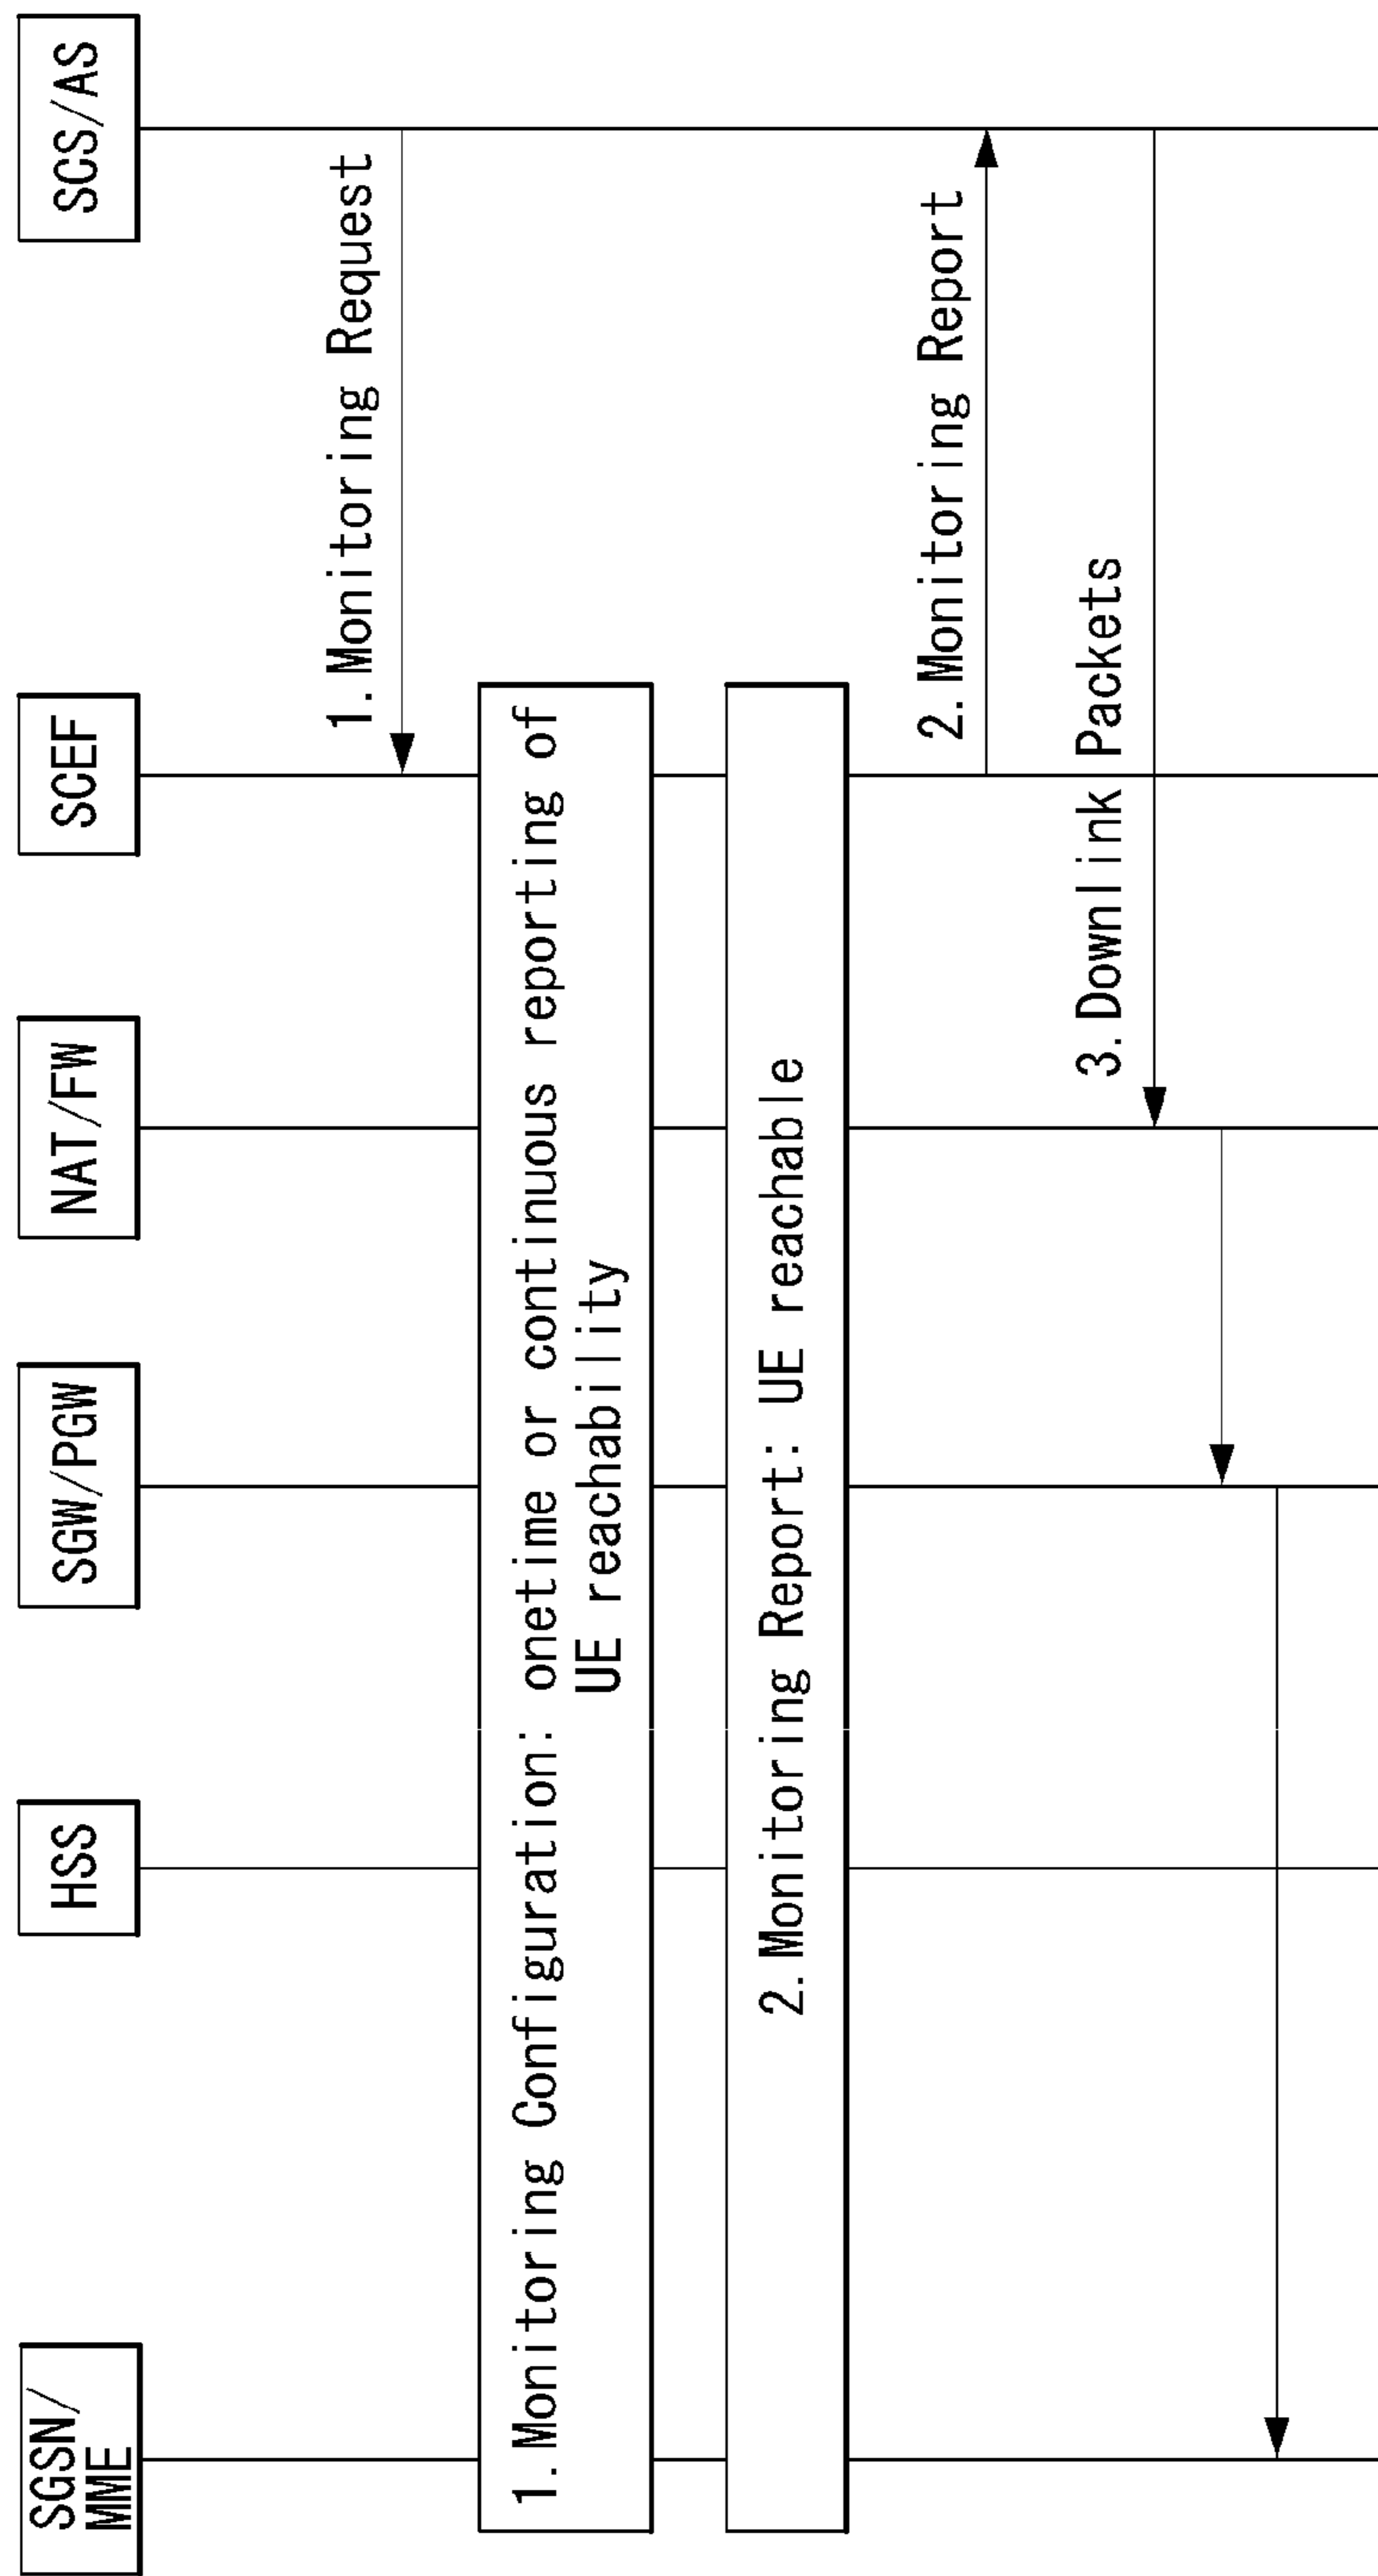 SGSN/
MME
HSS
SGW/PGW
NAT/FW
SCEF
SCS/AS
1. Monitoring Request
1. Monitoring Configuration: onetime or continuous reporting of
UE reachability
2. Monitoring Report: UE reachable
2. Monitoring Report
3. Downlink Packets